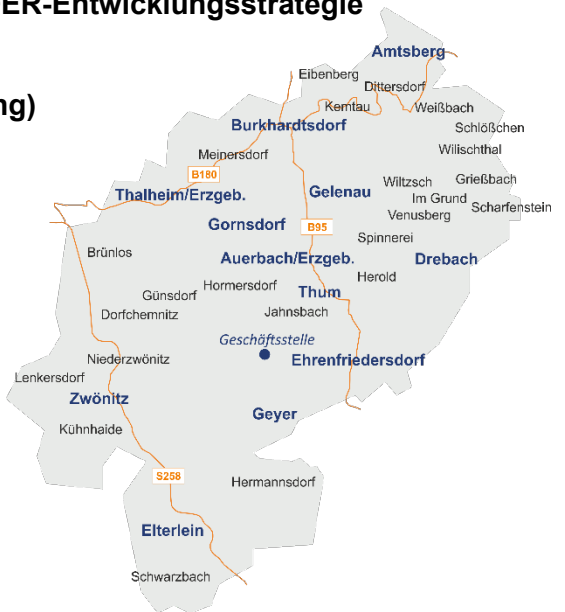 ER-Entwicklungsstrategie
ng)
Amtsberg
Eibenberg
Dittersdorf
Kemtau
Weißbach
Burkhardtsdorf
Schlößchen
Wilischthal
Meinersdorf
B180
Wiltzsch
Grießbach
Thalheim/Erzgeb.
Gelenau
Im Grund
Scharfenstein
Venusberg
Gornsdorf
B95
Spinnerei
Brünlos
Auerbach/Erzgeb.
Drebach
Herold
Hormersdorf
Günsdorf
Thum
Dorfchemnitz
Jahnsbach
Geschäftsstelle
Niederzwönitz
Ehrenfriedersdorf
Lenkersdorf
Zwönitz
Geyer
Kühnhaide
S258
Hermannsdorf
Elterlein
Schwarzbach